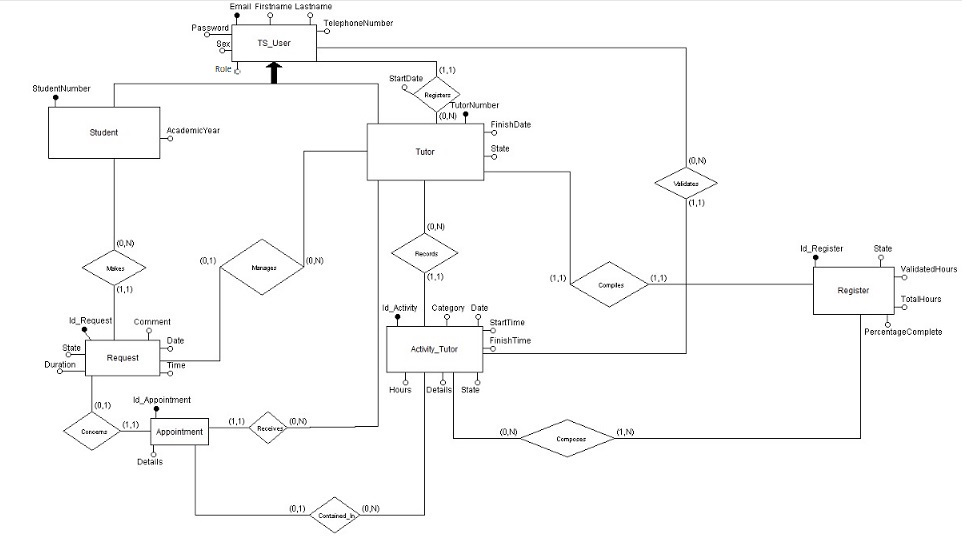 Email Firstname Lastname
Password
TelephoneNumber
Sex
TS_User
Role
(1,1)
StartDate
Registers
StudentNumber
(0,N)
TutorNumber
Student
AcademicYear
FinishDate
Tutor
State
(0,N)
Validates
(1,1)
(0,N)
Makes
(1,1)
(0,1)
Manages
(0,N)
(0,N)
Records
(1,1)
(1,1)
Compiles
(1,1)
Id_Register
State
Register
ValidatedHours
TotalHours
PercentageComplete
Id_Request
Comment
State
Date
Request
Duration
Time
Id_Activity
Category
Date
StartTime
FinishTime
Activity_Tutor
Hours
Details
State
(0,1)
Concerns
(1,1)
Id_Appointment
Appointment
Details
(1,1)
Receives
(0,N)
(0,N)
Composes
(1,N)
(0,1)
Contained_In
(0,N)